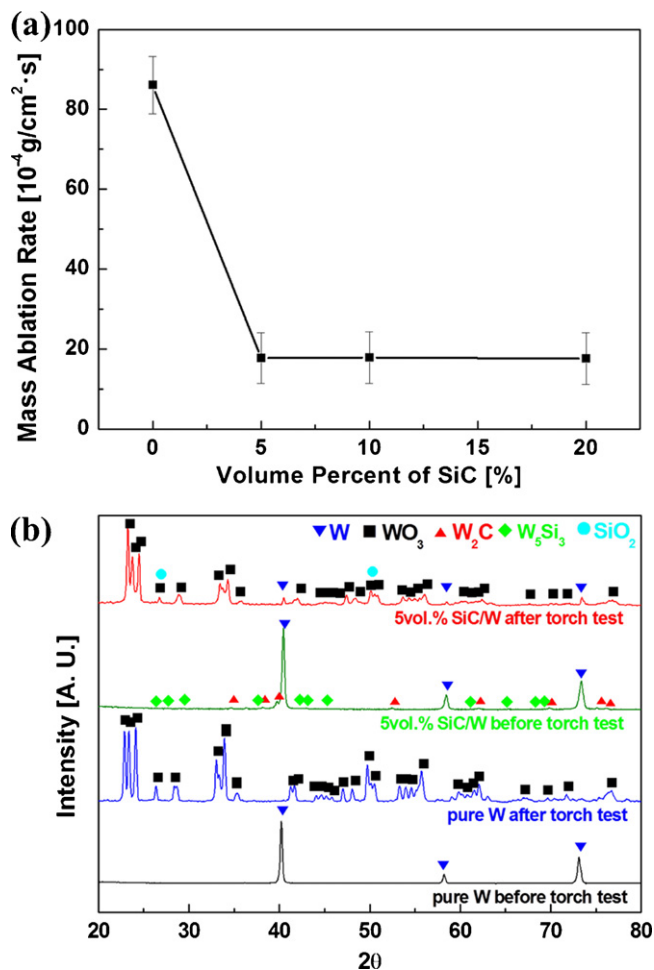 (a)
Mass Ablation Rate [10⁻⁴g/cm²·s]
100
80
60
40
20
0
0 5 10 15 20
Volume Percent of SiC [%]
(b)
W WO₃ W₂C W₅Si₃ SiO₂
5vol.% SiC/W after torch test
5vol.% SiC/W before torch test
pure W after torch test
pure W before torch test
Intensity [A. U.]
20 30 40 50 60 70 80
2θ